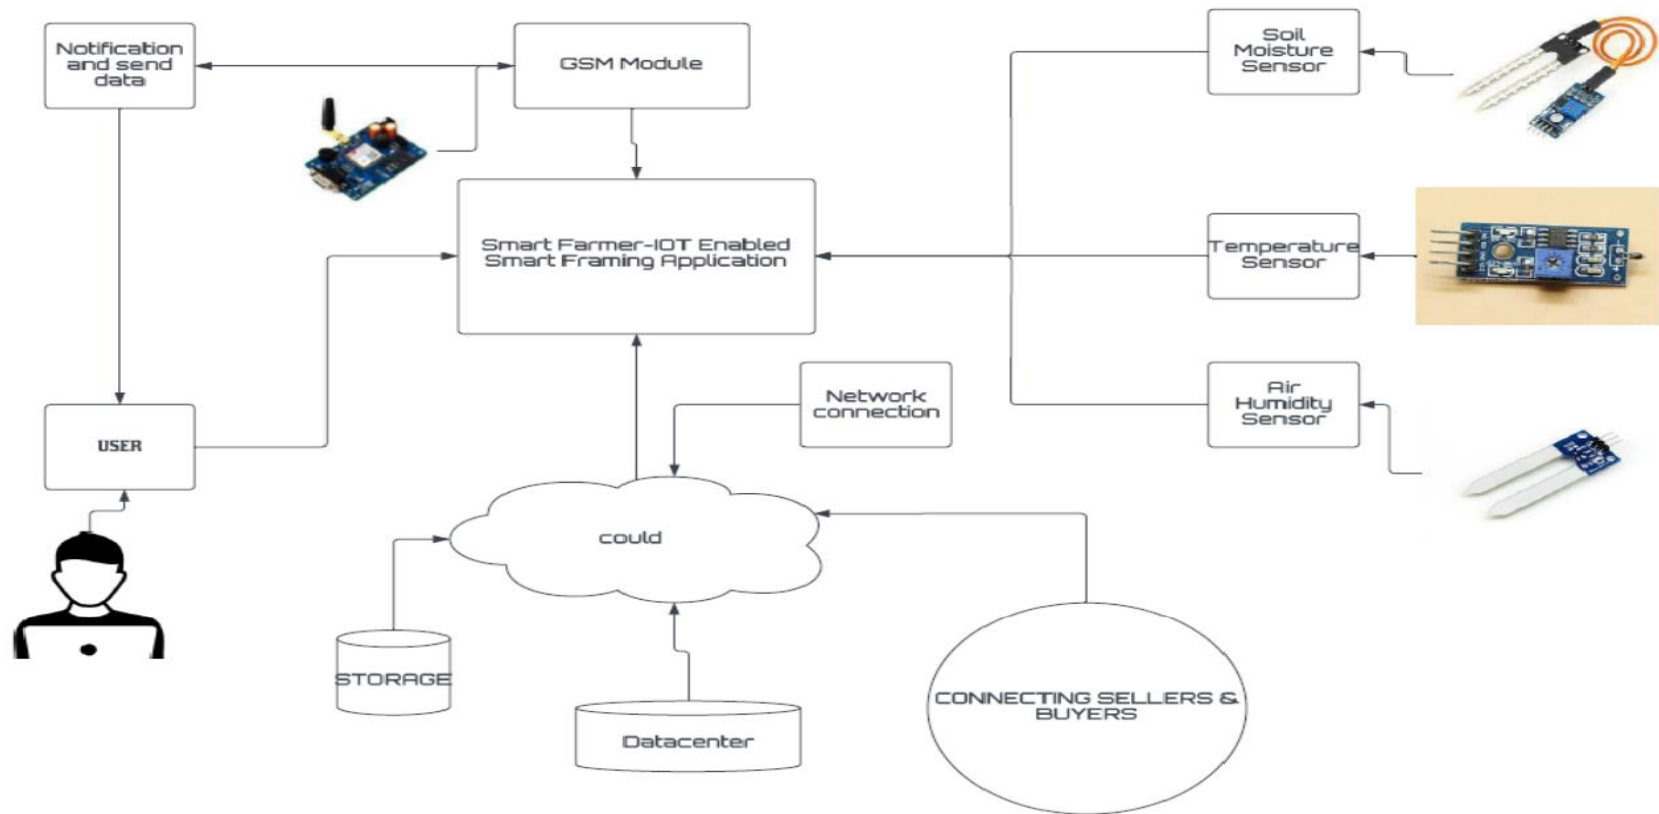 Notification
and send
data
GSM Module
Soil
Moisture
Sensor
Smart Farmer-IOT Enabled
Smart Framing Application
Temperature
Sensor
Network
connection
Air
Humidity
Sensor
USER
could
STORAGE
Datacenter
CONNECTING SELLERS &
BUYERS